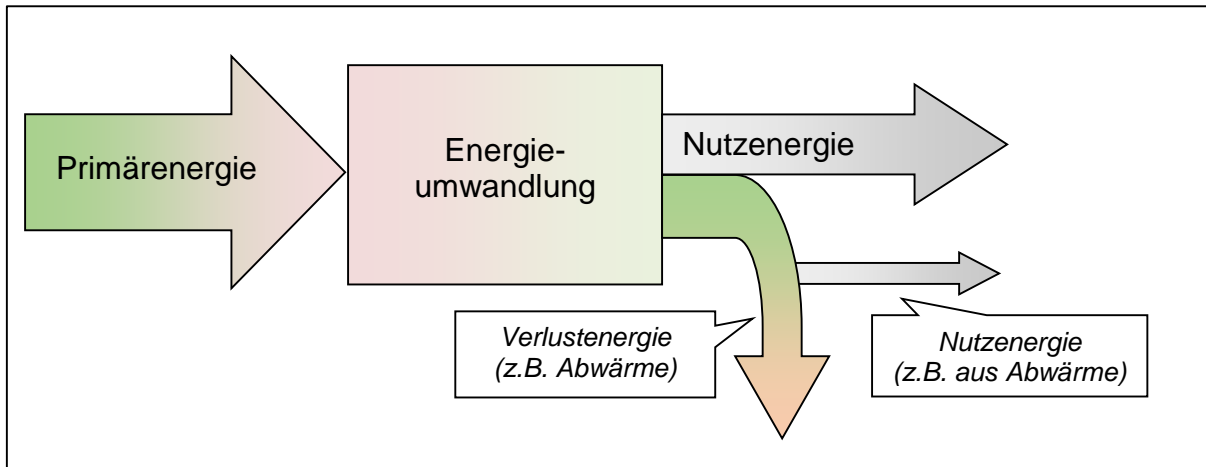 Primärenergie
Energie-
umwandlung
Nutzenergie
Verlustenergie
(z.B. Abwärme)
Nutzenergie
(z.B. aus Abwärme)